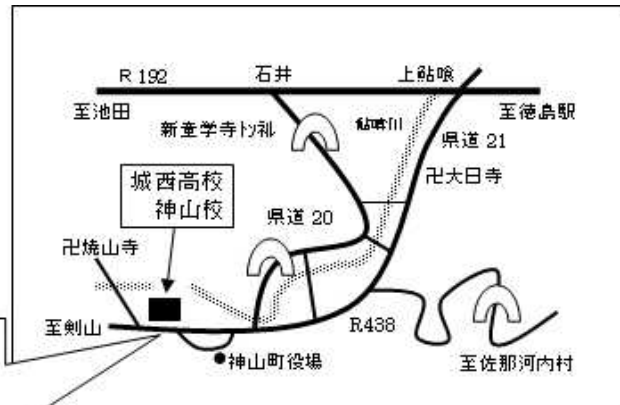 R 192
石井
上鮎喰
至池田
至徳島駅
新童学寺トンネル
鮎喰川
県道 21
城西高校
神山校
卍大日寺
県道 20
卍焼山寺
至剣山
R438
●神山町役場
至佐那河内村